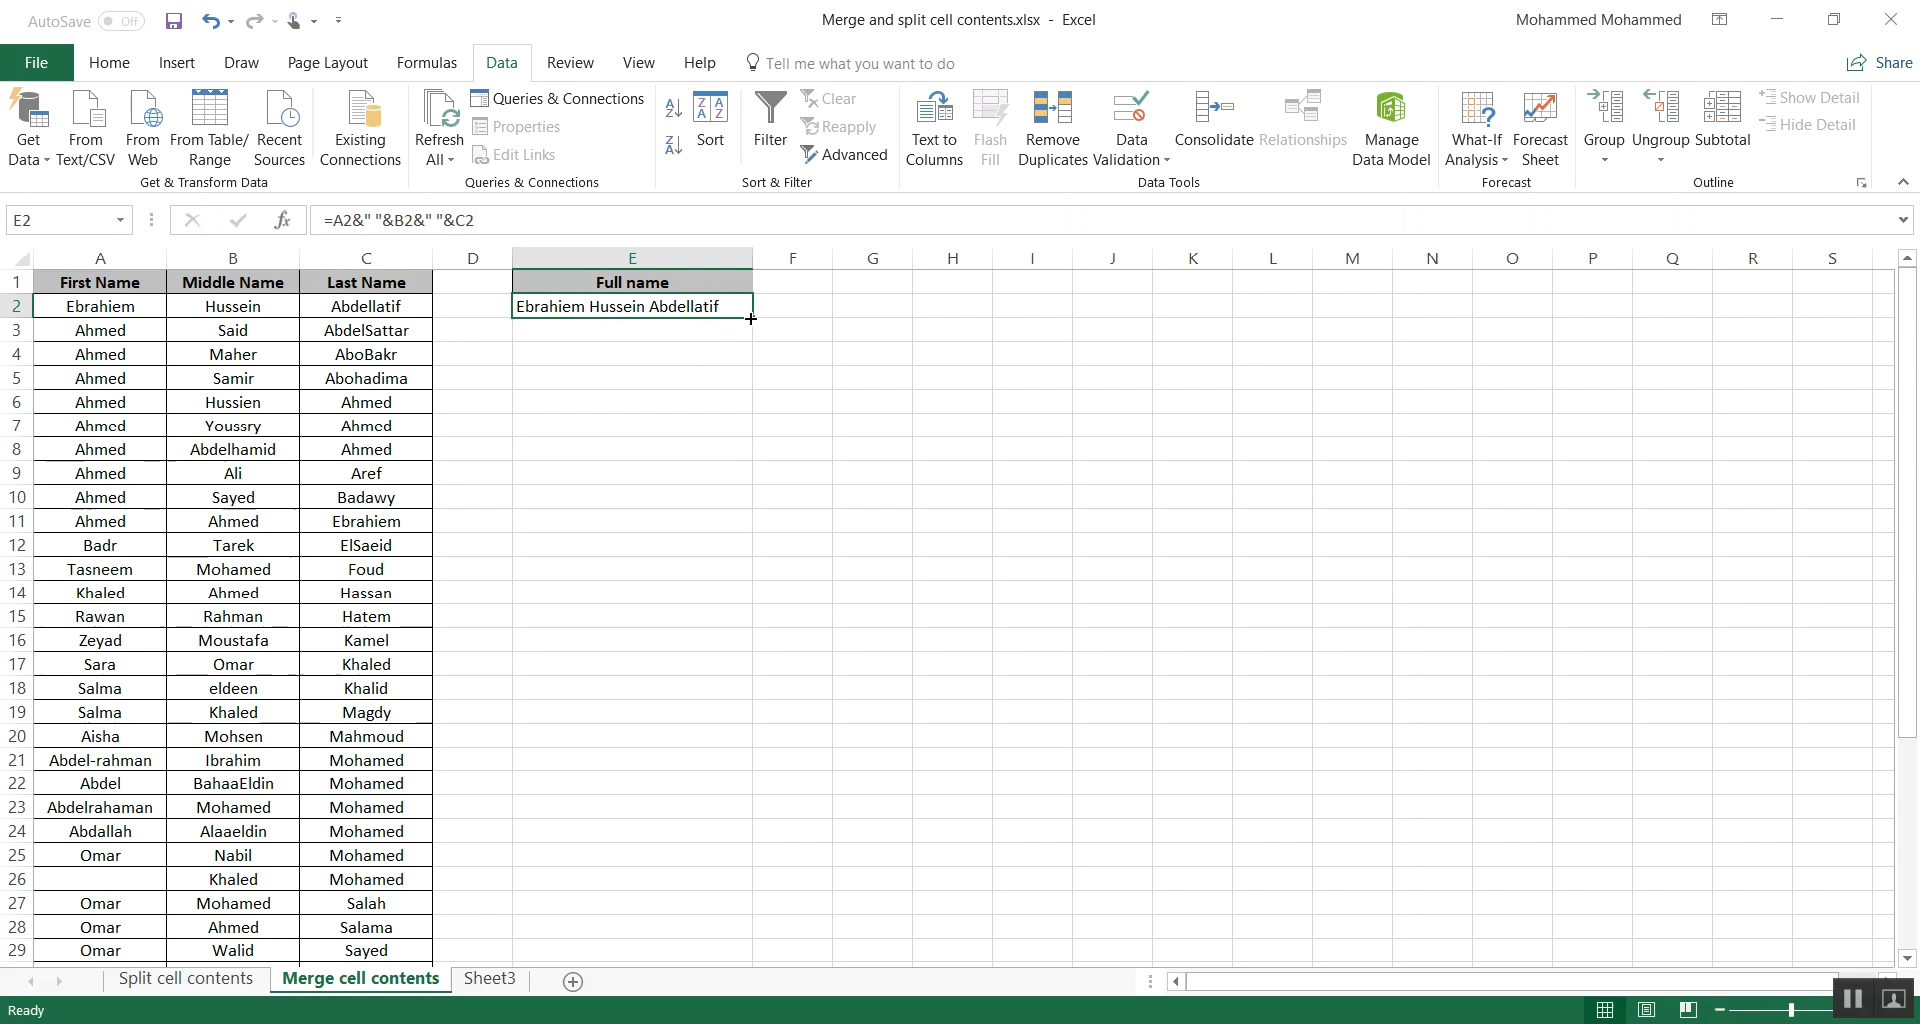 AutoSave Off
Merge and split cell contents.xlsx - Excel
Mohammed Mohammed
File Home Insert Draw Page Layout Formulas Data Review View Help Tell me what you want to do Share
Get Data
From Text/CSV
From Web
From Table/ Range
Recent Sources
Existing Connections
Get & Transform Data
Refresh All
Queries & Connections
Properties
Edit Links
Queries & Connections
Sort
Filter
Clear
Reapply
Advanced
Sort & Filter
Text to Columns
Flash Fill
Remove Duplicates
Data Validation
Consolidate
Relationships
Manage Data Model
Data Tools
What-If Analysis
Forecast Sheet
Forecast
Group
Ungroup
Subtotal
Show Detail
Hide Detail
Outline
E2 fx =A2&" "&B2&" "&C2
A B C D E F G H I J K L M N O P Q R S
1 First Name Middle Name Last Name Full name
2 Ebrahiem Hussein Abdellatif Ebrahiem Hussein Abdellatif
3 Ahmed Said AbdelSattar
4 Ahmed Maher AboBakr
5 Ahmed Samir Abohadima
6 Ahmed Hussien Ahmed
7 Ahmed Youssry Ahmed
8 Ahmed Abdelhamid Ahmed
9 Ahmed Ali Aref
10 Ahmed Sayed Badawy
11 Ahmed Ahmed Ebrahiem
12 Badr Tarek ElSaeid
13 Tasneem Mohamed Foud
14 Khaled Ahmed Hassan
15 Rawan Rahman Hatem
16 Zeyad Moustafa Kamel
17 Sara Omar Khaled
18 Salma eldeen Khalid
19 Salma Khaled Magdy
20 Aisha Mohsen Mahmoud
21 Abdel-rahman Ibrahim Mohamed
22 Abdel BahaaEldin Mohamed
23 Abdelrahaman Mohamed Mohamed
24 Abdallah Alaaeldin Mohamed
25 Omar Nabil Mohamed
26 Khaled Mohamed
27 Omar Mohamed Salah
28 Omar Ahmed Salama
29 Omar Walid Sayed
Split cell contents Merge cell contents Sheet3
Ready